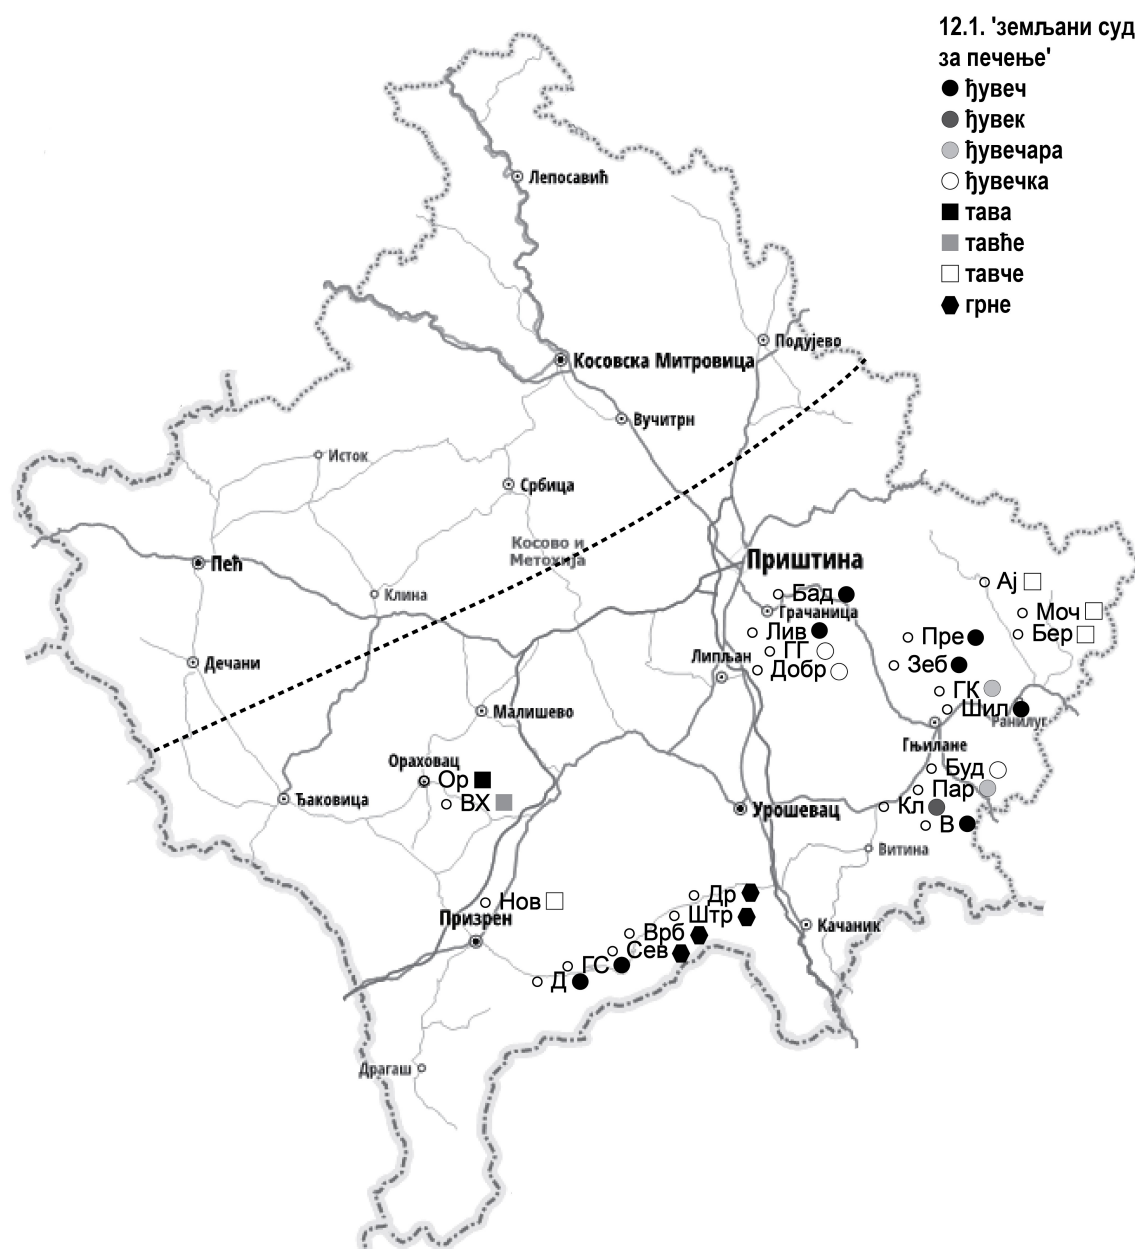 12.1. 'земљани суд
за печење'
ђувеч
ђувек
ђувечара
ђувечка
тава
тавће
тавче
грне
Лепосавић
Подујево
Косовска Митровица
Вучитрн
Исток
Србица
Косово и
Метохија
Приштина
Пећ
Клина
Ај
Бад
Грачаница
Моч
Лив
Пре
Бер
ГГ
Липљан
Дечани
Зеб
Добр
ГК
Малишево
Шил
Ранилуг
Гњилане
Ораховац
Буд
Ор
Пар
Ђаковица
ВХ
Урошевац
Кл
В
Витина
Др
Нов
Штр
Призрен
Качаник
Врб
Сев
ГС
Д
Драгаш